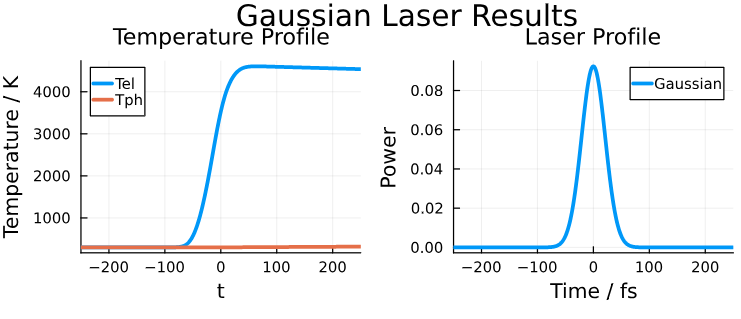 Gaussian Laser Results
Temperature Profile
Temperature / K
4000
3000
2000
1000
Tel
Tph
−200 −100 0 100 200
t
Laser Profile
Power
0.08
0.06
0.04
0.02
0.00
Gaussian
−200 −100 0 100 200
Time / fs